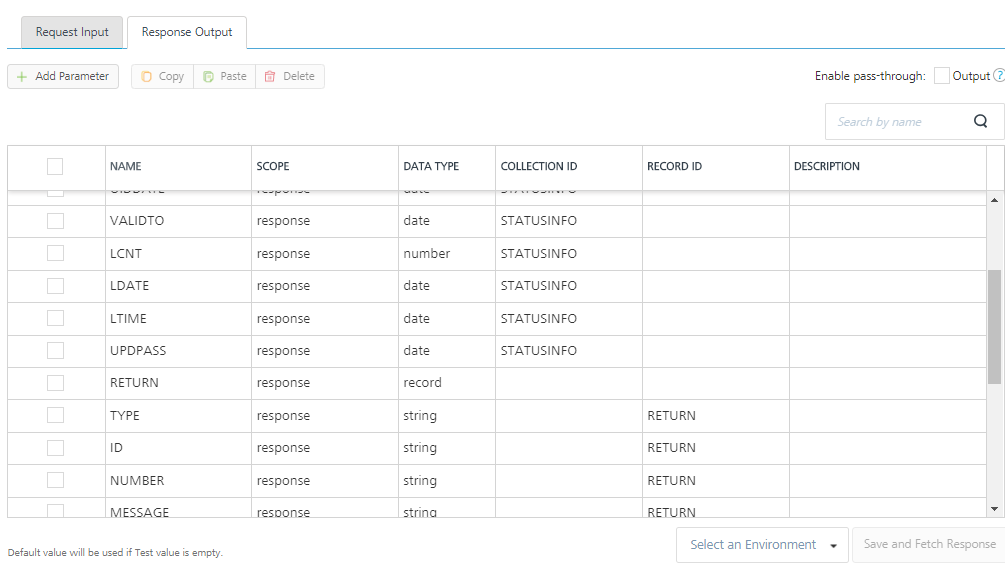 Request Input Response Output
Add Parameter Copy Paste Delete Enable pass-through: Output ?
Search by name
NAME SCOPE DATA TYPE COLLECTION ID RECORD ID DESCRIPTION
response date STATUSINFO
VALIDTO response date STATUSINFO
LCNT response number STATUSINFO
LDATE response date STATUSINFO
LTIME response date STATUSINFO
UPDPASS response date STATUSINFO
RETURN response record
TYPE response string RETURN
ID response string RETURN
NUMBER response string RETURN
MESSAGE response string RETURN
Select an Environment Save and Fetch Response
Default value will be used if Test value is empty.